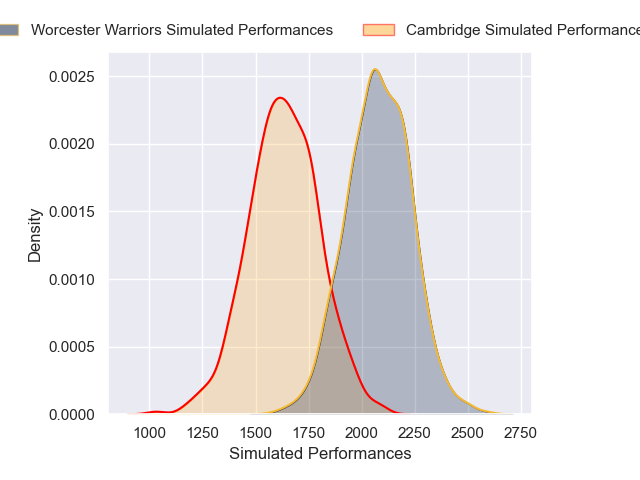 Worcester Warriors Simulated Performances Cambridge Simulated Performance
0.0025
0.0020
0.0015
0.0010
0.0005
0.0000
Density
1000 1250 1500 1750 2000 2250 2500 2750
Simulated Performances